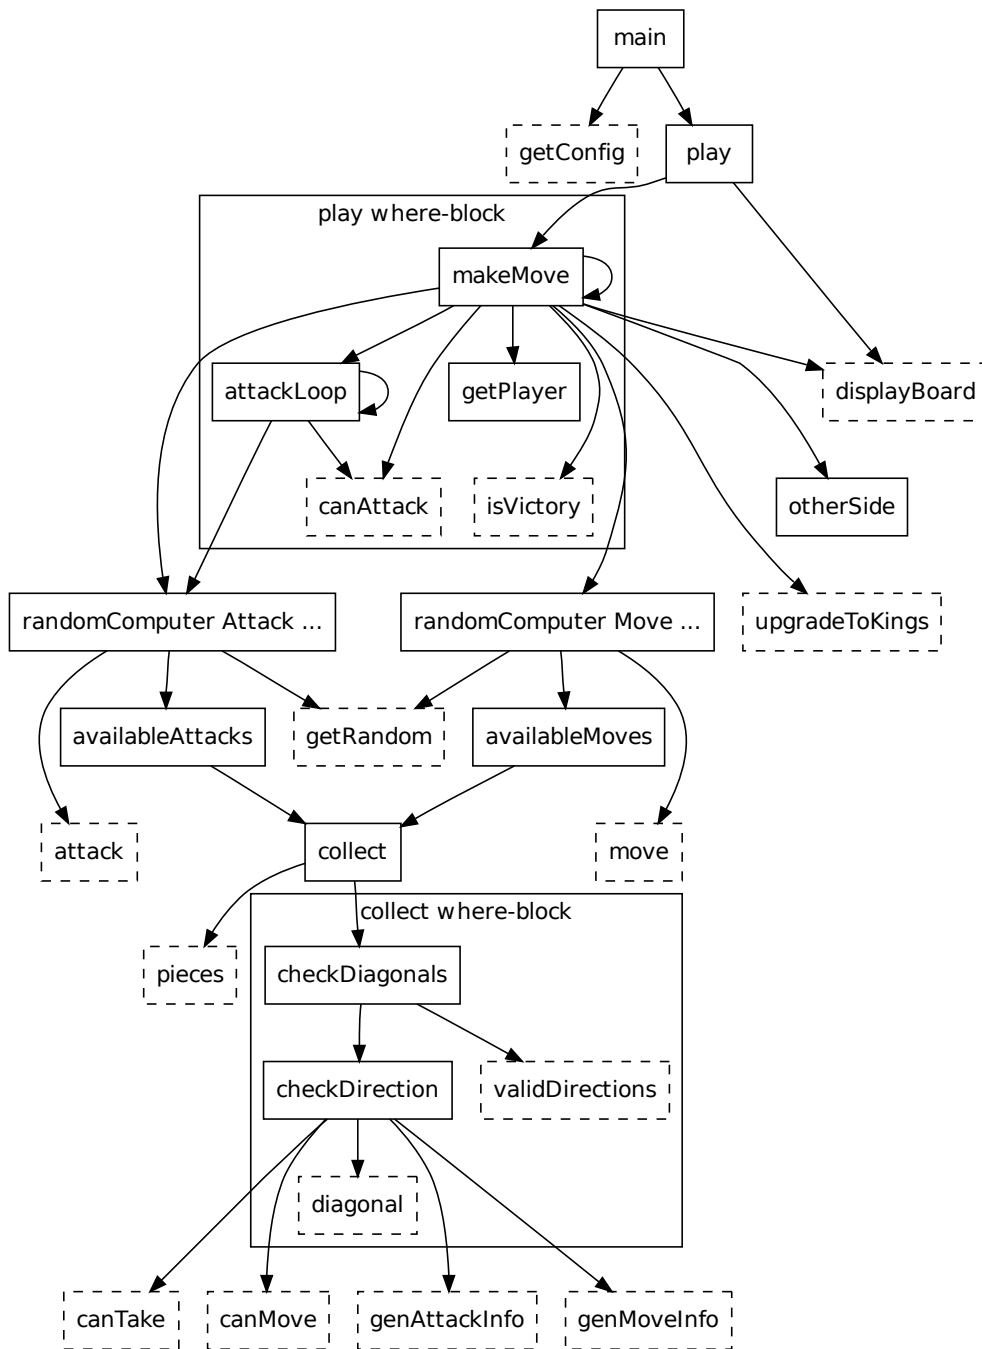 main
getConfig
play
play where-block
makeMove
attackLoop
getPlayer
displayBoard
canAttack
isVictory
otherSide
randomComputer Attack ...
randomComputer Move ...
upgradeToKings
availableAttacks
getRandom
availableMoves
attack
collect
move
collect where-block
pieces
checkDiagonals
checkDirection
validDirections
diagonal
canTake
canMove
genAttackInfo
genMoveInfo